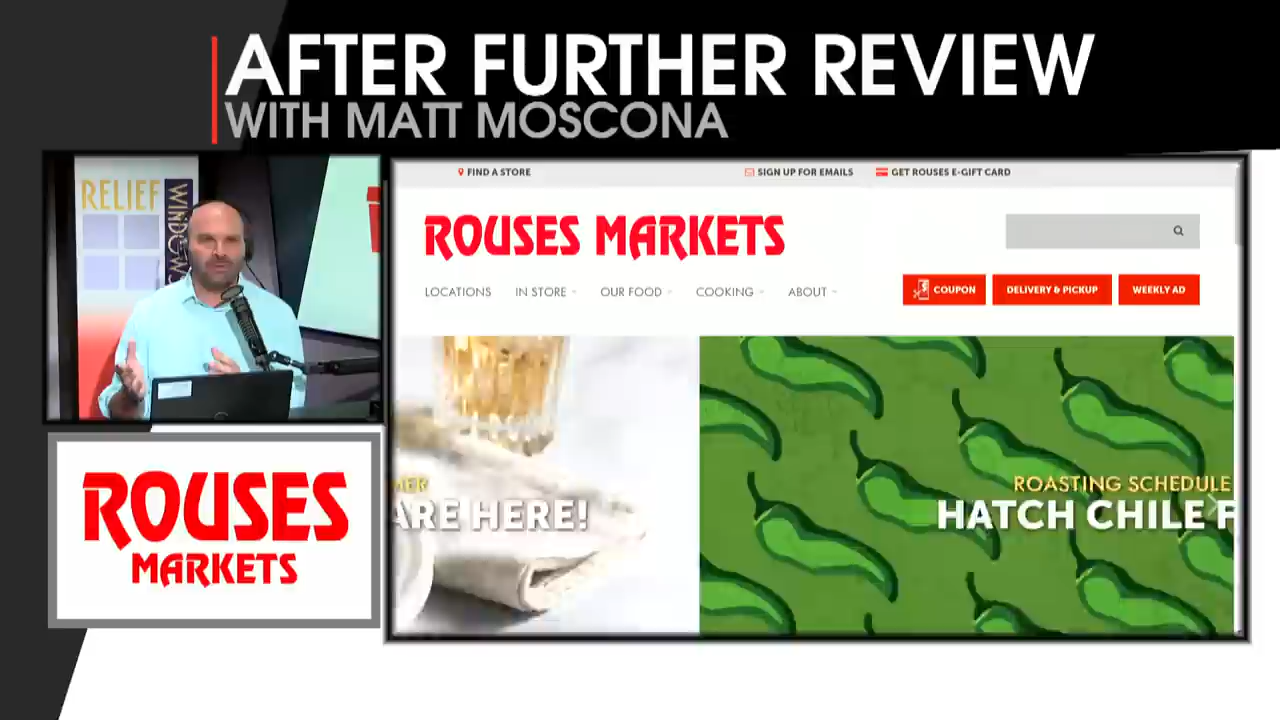 AFTER FURTHER REVIEW
WITH MATT MOSCONA
RELIEF
WINDOWS
FIND A STORE
SIGN UP FOR EMAILS
GET ROUSES E-GIFT CARD
ROUSES MARKETS
LOCATIONS
IN STORE
OUR FOOD
COOKING
ABOUT
COUPON
DELIVERY & PICKUP
WEEKLY AD
ARE HERE!
ROASTING SCHEDULE
HATCH CHILE F
ROUSES
MARKETS